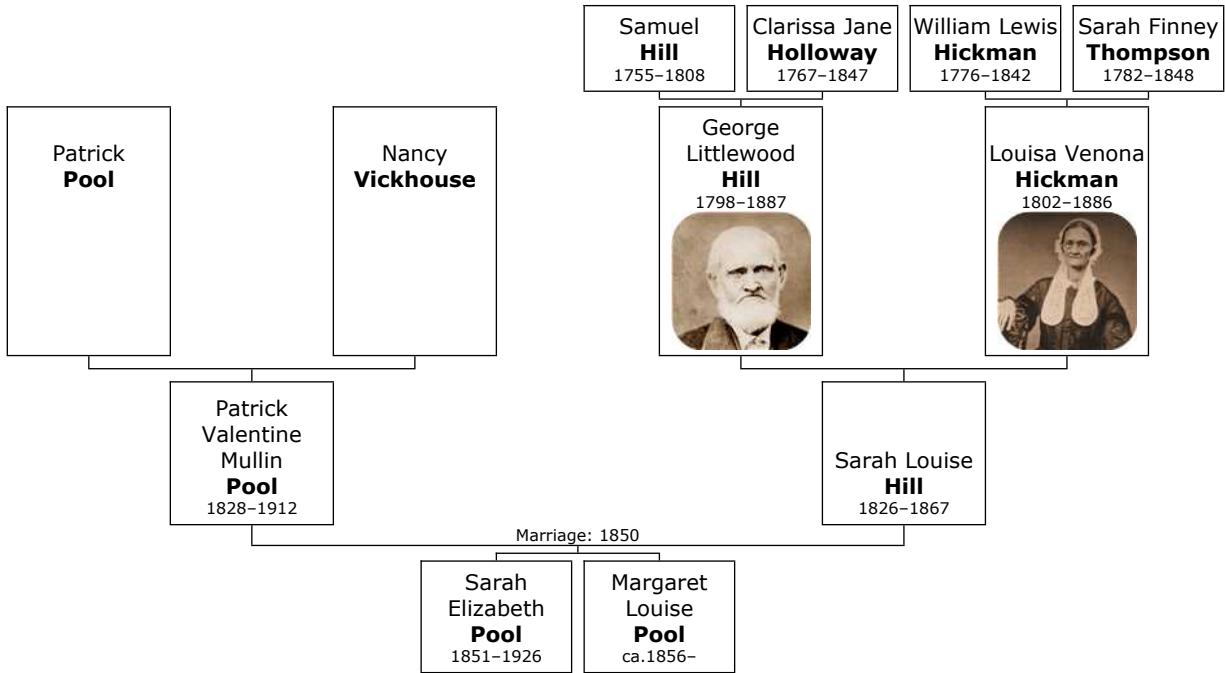 Samuel
Hill
1755–1808
Clarissa Jane
Holloway
1767–1847
William Lewis
Hickman
1776–1842
Sarah Finney
Thompson
1782–1848
Patrick
Pool
Nancy
Vickhouse
George
Littlewood
Hill
1798–1887
Louisa Venona
Hickman
1802–1886
Patrick
Valentine
Mullin
Pool
1828–1912
Sarah Louise
Hill
1826–1867
Marriage: 1850
Sarah
Elizabeth
Pool
1851–1926
Margaret
Louise
Pool
ca.1856–